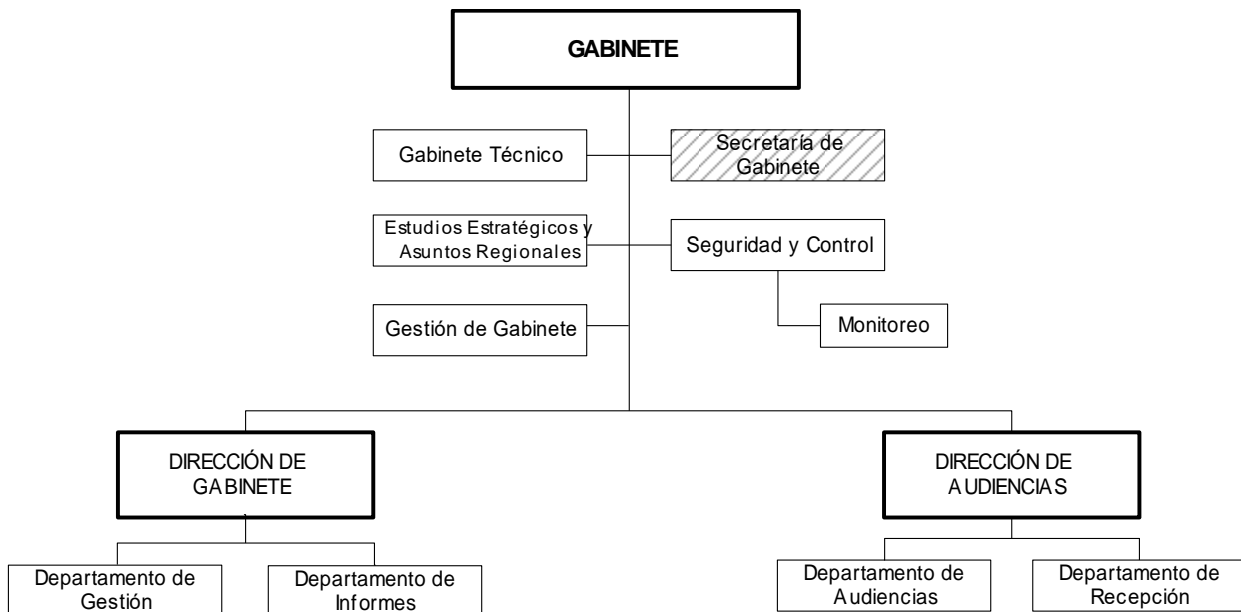 GABINETE
Gabinete Técnico
Secretaría de
Gabinete
Estudios Estratégicos y
Asuntos Regionales
Seguridad y Control
Gestión de Gabinete
Monitoreo
DIRECCIÓN DE
GABINETE
DIRECCIÓN DE
AUDIENCIAS
Departamento de
Gestión
Departamento de
Informes
Departamento de
Audiencias
Departamento de
Recepción